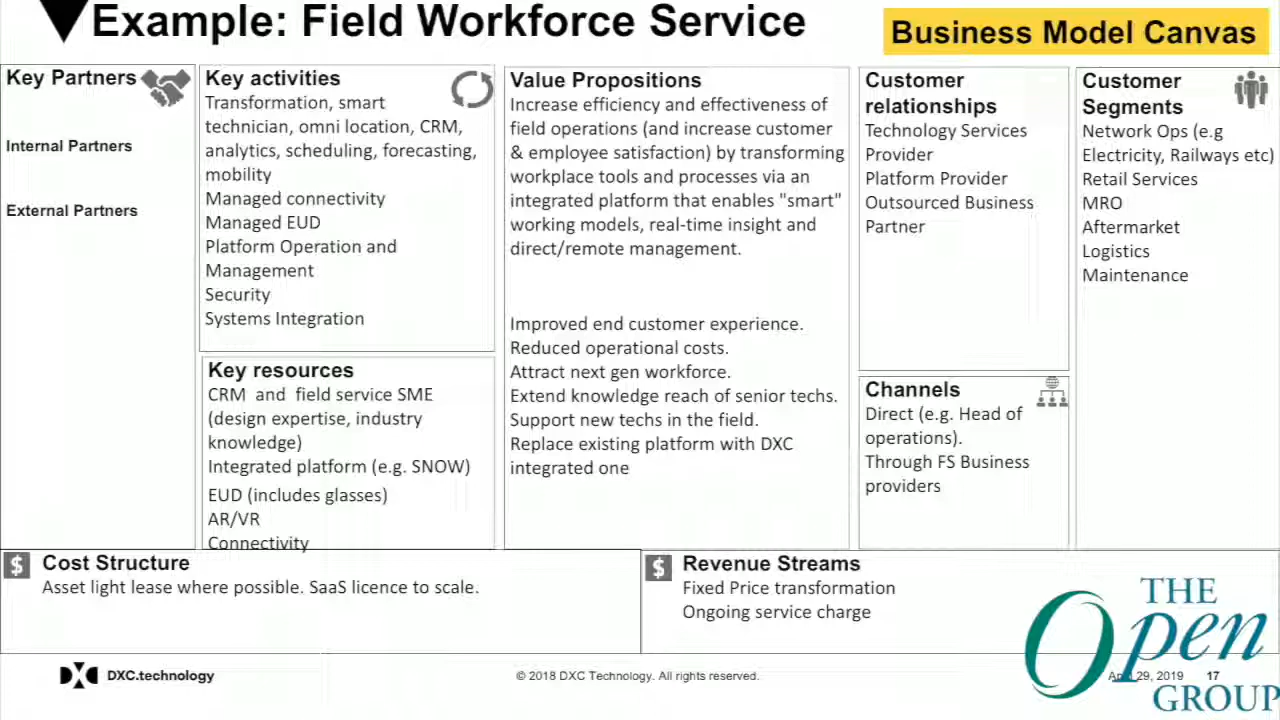 Example: Field Workforce Service
Business Model Canvas
Key Partners
Internal Partners
External Partners
Key activities
Transformation, smart
technician, omni location, CRM,
analytics, scheduling, forecasting,
mobility
Managed connectivity
Managed EUD
Platform Operation and
Management
Security
Systems Integration
Key resources
CRM and field service SME
(design expertise, industry
knowledge)
Integrated platform (e.g. SNOW)
EUD (includes glasses)
AR/VR
Connectivity
Value Propositions
Increase efficiency and effectiveness of
field operations (and increase customer
& employee satisfaction) by transforming
workplace tools and processes via an
integrated platform that enables "smart"
working models, real-time insight and
direct/remote management.
Improved end customer experience.
Reduced operational costs.
Attract next gen workforce.
Extend knowledge reach of senior techs.
Support new techs in the field.
Replace existing platform with DXC
integrated one
Customer
relationships
Technology Services
Provider
Platform Provider
Outsourced Business
Partner
Channels
Direct (e.g. Head of
operations).
Through FS Business
providers
Customer
Segments
Network Ops (e.g
Electricity, Railways etc)
Retail Services
MRO
Aftermarket
Logistics
Maintenance
$ Cost Structure
Asset light lease where possible. SaaS licence to scale.
$ Revenue Streams
Fixed Price transformation
Ongoing service charge
DXC.technology
© 2018 DXC Technology. All rights reserved.
29, 2019 17
THE
Open
GROUP